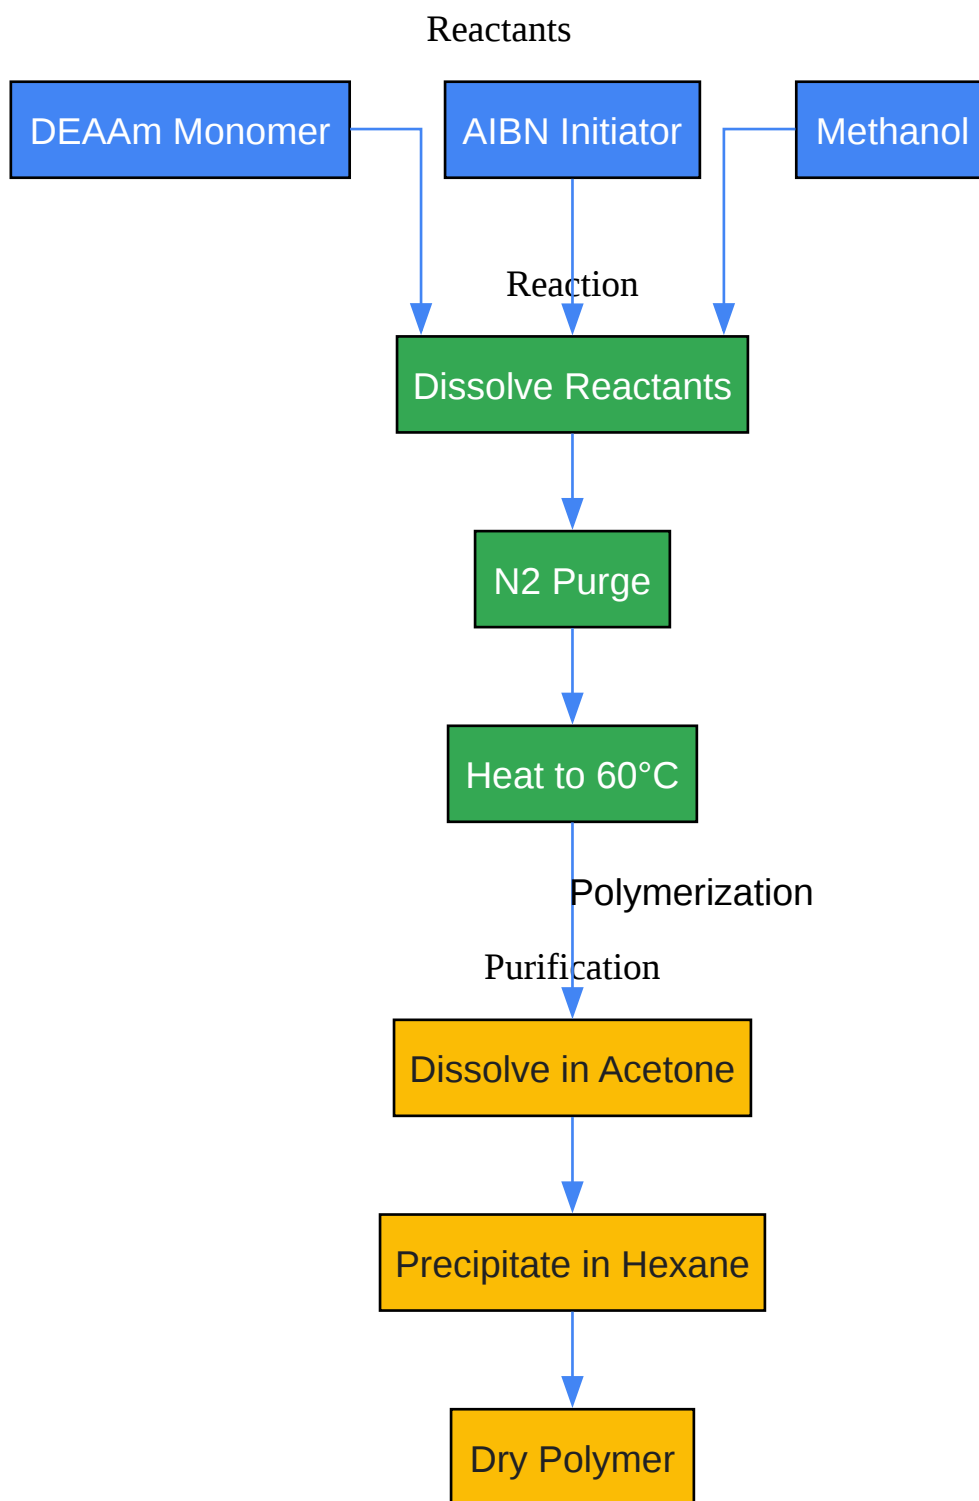 Reactants
DEAAm Monomer
AIBN Initiator
Methanol
Reaction
Dissolve Reactants
N2 Purge
Heat to 60°C
Polymerization
Purification
Dissolve in Acetone
Precipitate in Hexane
Dry Polymer